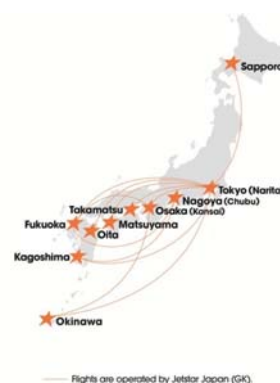 Sapporo
Tokyo (Narita)
Nagoya (Chubu)
Takamatsu
Osaka (Kansai)
Fukuoka
Matsuyama
Oita
Kagoshima
Okinawa
Flights are operated by Jetstar Japan (GK).